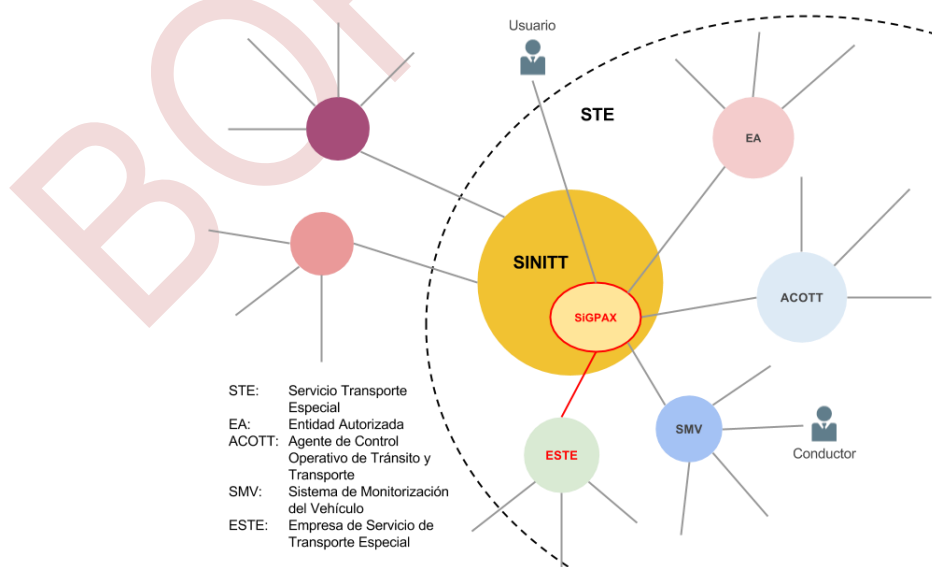 BOR
Usuario
STE
EA
SINITT
ACOTT
SiGPAX
STE: Servicio Transporte
Especial
EA: Entidad Autorizada
ACOTT: Agente de Control
Operativo de Tránsito y
Transporte
SMV: Sistema de Monitorización
del Vehículo
ESTE: Empresa de Servicio de
Transporte Especial
SMV
Conductor
ESTE